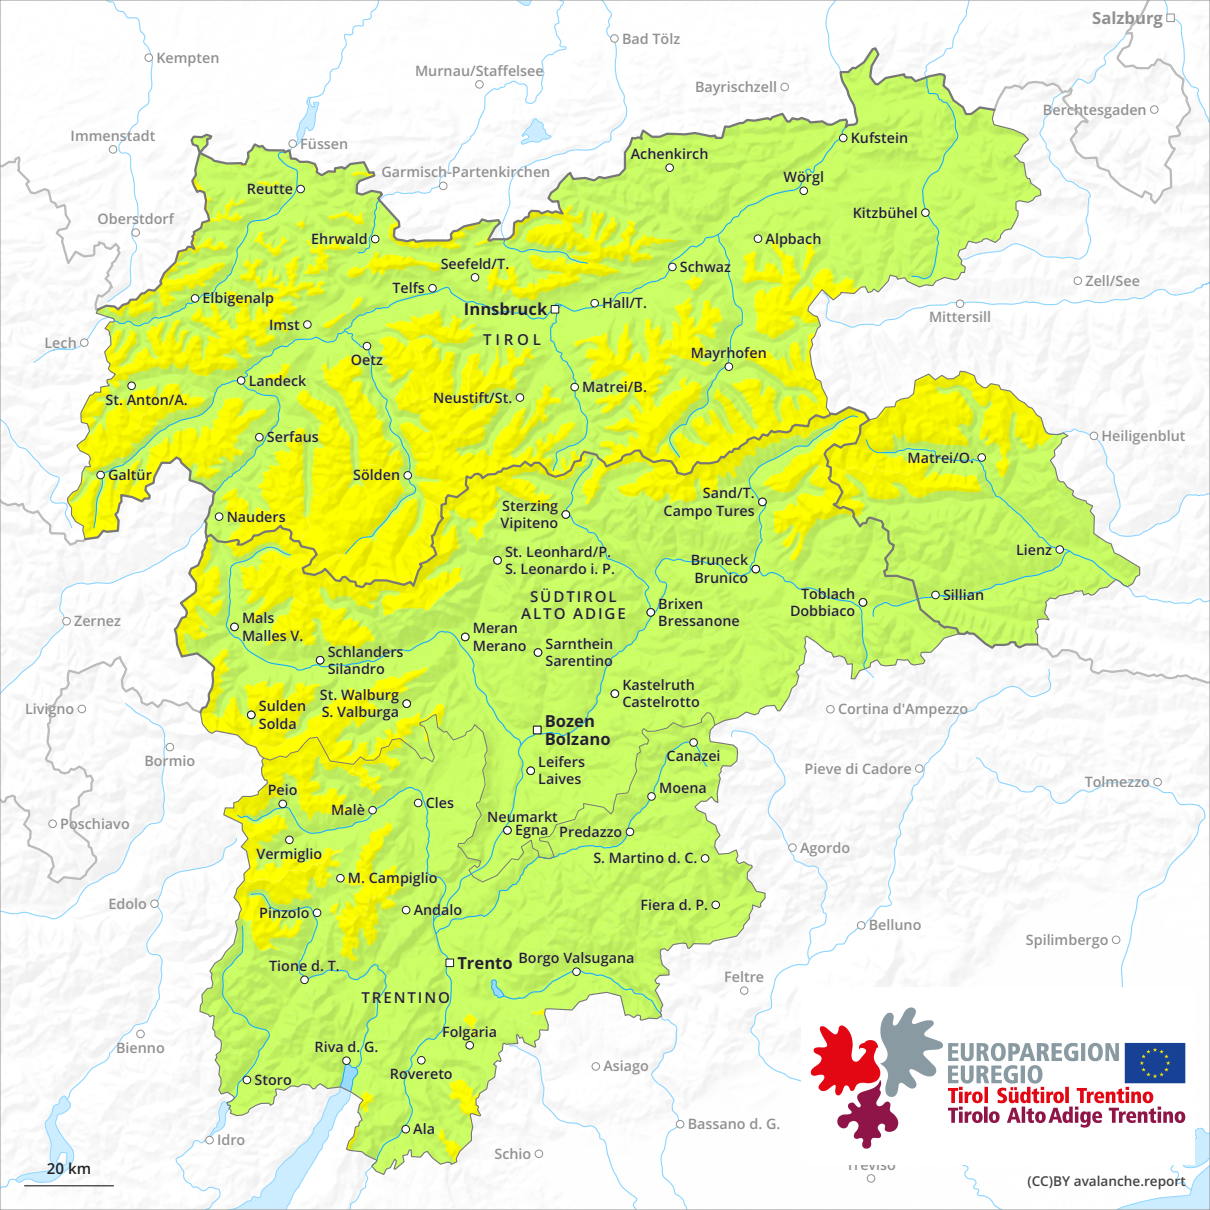 Salzburg
Bad Tölz
Kempten
Murnau/Staffelsee
Bayrischzell
Berchtesgaden
Immenstadt
Füssen
Kufstein
Achenkirch
Garmisch-Partenkirchen
Wörgl
Reutte
Oberstdorf
Kitzbühel
Ehrwald
Alpbach
Seefeld/T.
Schwaz
Zell/See
Telfs
Elbigenalp
Hall/T.
Innsbruck
Mittersill
Imst
TIROL
Lech
Oetz
Mayrhofen
Landeck
Matrei/B.
St. Anton/A.
Neustift/St.
Serfaus
Heiligenblut
Matrei/O.
Galtür
Sölden
Sand/T.
Campo Tures
Sterzing
Vipiteno
Nauders
St. Leonhard/P.
S. Leonardo i. P.
Lienz
Bruneck
Brunico
SÜDTIROL
ALTO ADIGE
Toblach
Dobbiaco
Sillian
Brixen
Bressanone
Zernez
Mals
Malles V.
Meran
Merano
Sarnthein
Sarentino
Schlanders
Silandro
Kastelruth
Castelrotto
St. Walburg
S. Valburga
Sulden
Solda
Livigno
Cortina d'Ampezzo
Bozen
Bolzano
Bormio
Canazei
Leifers
Laives
Pieve di Cadore
Tolmezzo
Peio
Moena
Malè
Cles
Neumarkt
Egna
Predazzo
Poschiavo
Vermiglio
Agordo
S. Martino d. C.
M. Campiglio
Edolo
Pinzolo
Andalo
Fiera d. P.
Belluno
Spilimbergo
Trento
Borgo Valsugana
Tione d. T.
Feltre
TRENTINO
Folgaria
Bienno
Riva d. G.
Rovereto
Asiago
Storo
EUROPAREGION
EUREGIO
Tirol Südtirol Trentino
Tirolo Alto Adige Trentino
Ala
Bassano d. G.
Idro
Schio
Treviso
20 km
(CC)BY avalanche.report